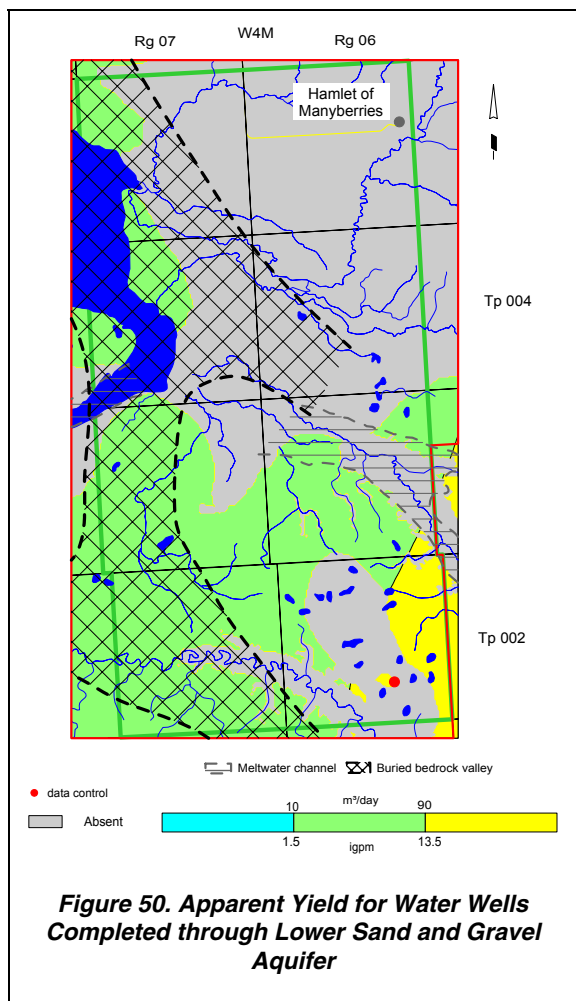 Rg 07
W4M
Rg 06
Hamlet of
Manyberries
Tp 004
Tp 002
Meltwater channel
Buried bedrock valley
data control
10
m³/day
90
Absent
1.5
igpm
13.5
Figure 50. Apparent Yield for Water Wells
Completed through Lower Sand and Gravel
Aquifer